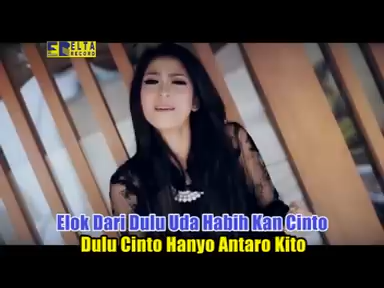 ELTA
RECORD
Elok Dari Dulu Uda Habih Kan Cinto
Dulu Cinto Hanyo Antaro Kito